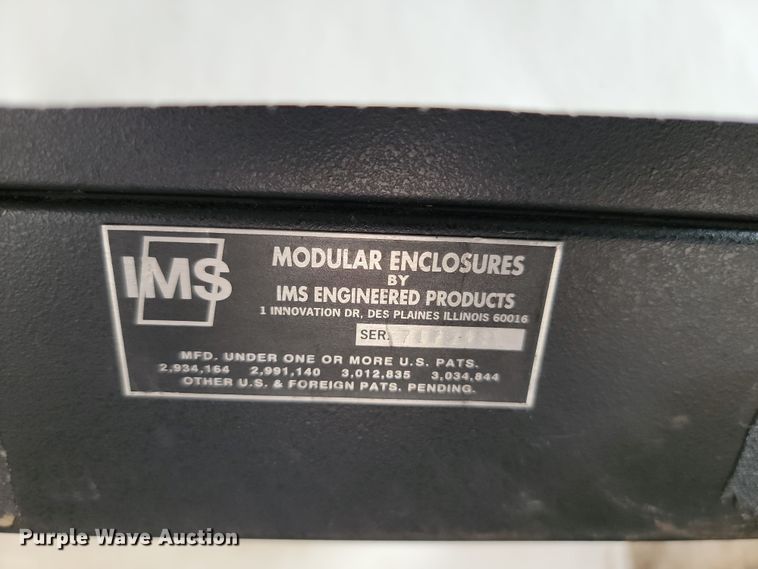 IMS
MODULAR ENCLOSURES
BY
IMS ENGINEERED PRODUCTS
1 INNOVATION DR, DES PLAINES ILLINOIS 60016
SER.
MFD. UNDER ONE OR MORE U.S. PATS.
2,934,164 2,991,140 3,012,835 3,034,844
OTHER U.S. & FOREIGN PATS. PENDING.
Purple Wave Auction